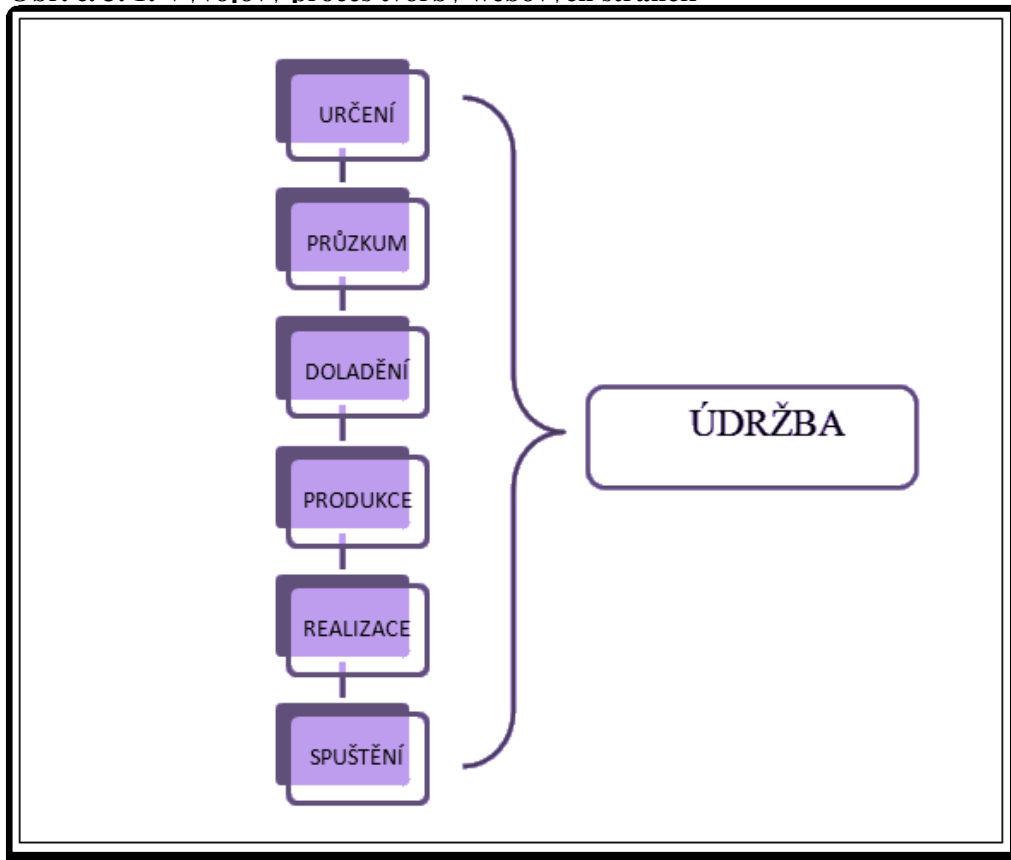 URČENÍ
PRŮZKUM
DOLADĚNÍ
PRODUKCE
REALIZACE
SPUŠTĚNÍ
ÚDRŽBA